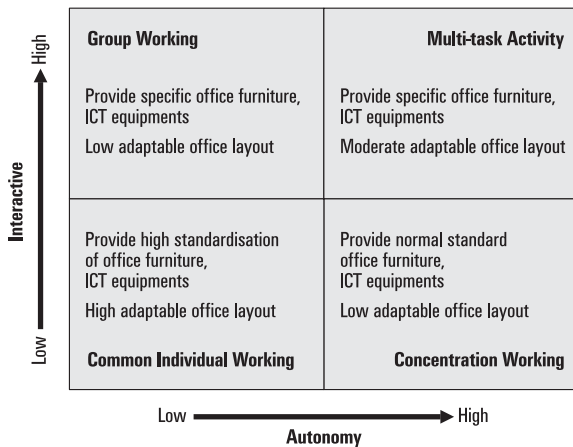 High
Interactive
Low
Group Working
Provide specific office furniture,
ICT equipments
Low adaptable office layout
Multi-task Activity
Provide specific office furniture,
ICT equipments
Moderate adaptable office layout
Provide high standardisation
of office furniture,
ICT equipments
High adaptable office layout
Common Individual Working
Provide normal standard
office furniture,
ICT equipments
Low adaptable office layout
Concentration Working
Low
High
Autonomy